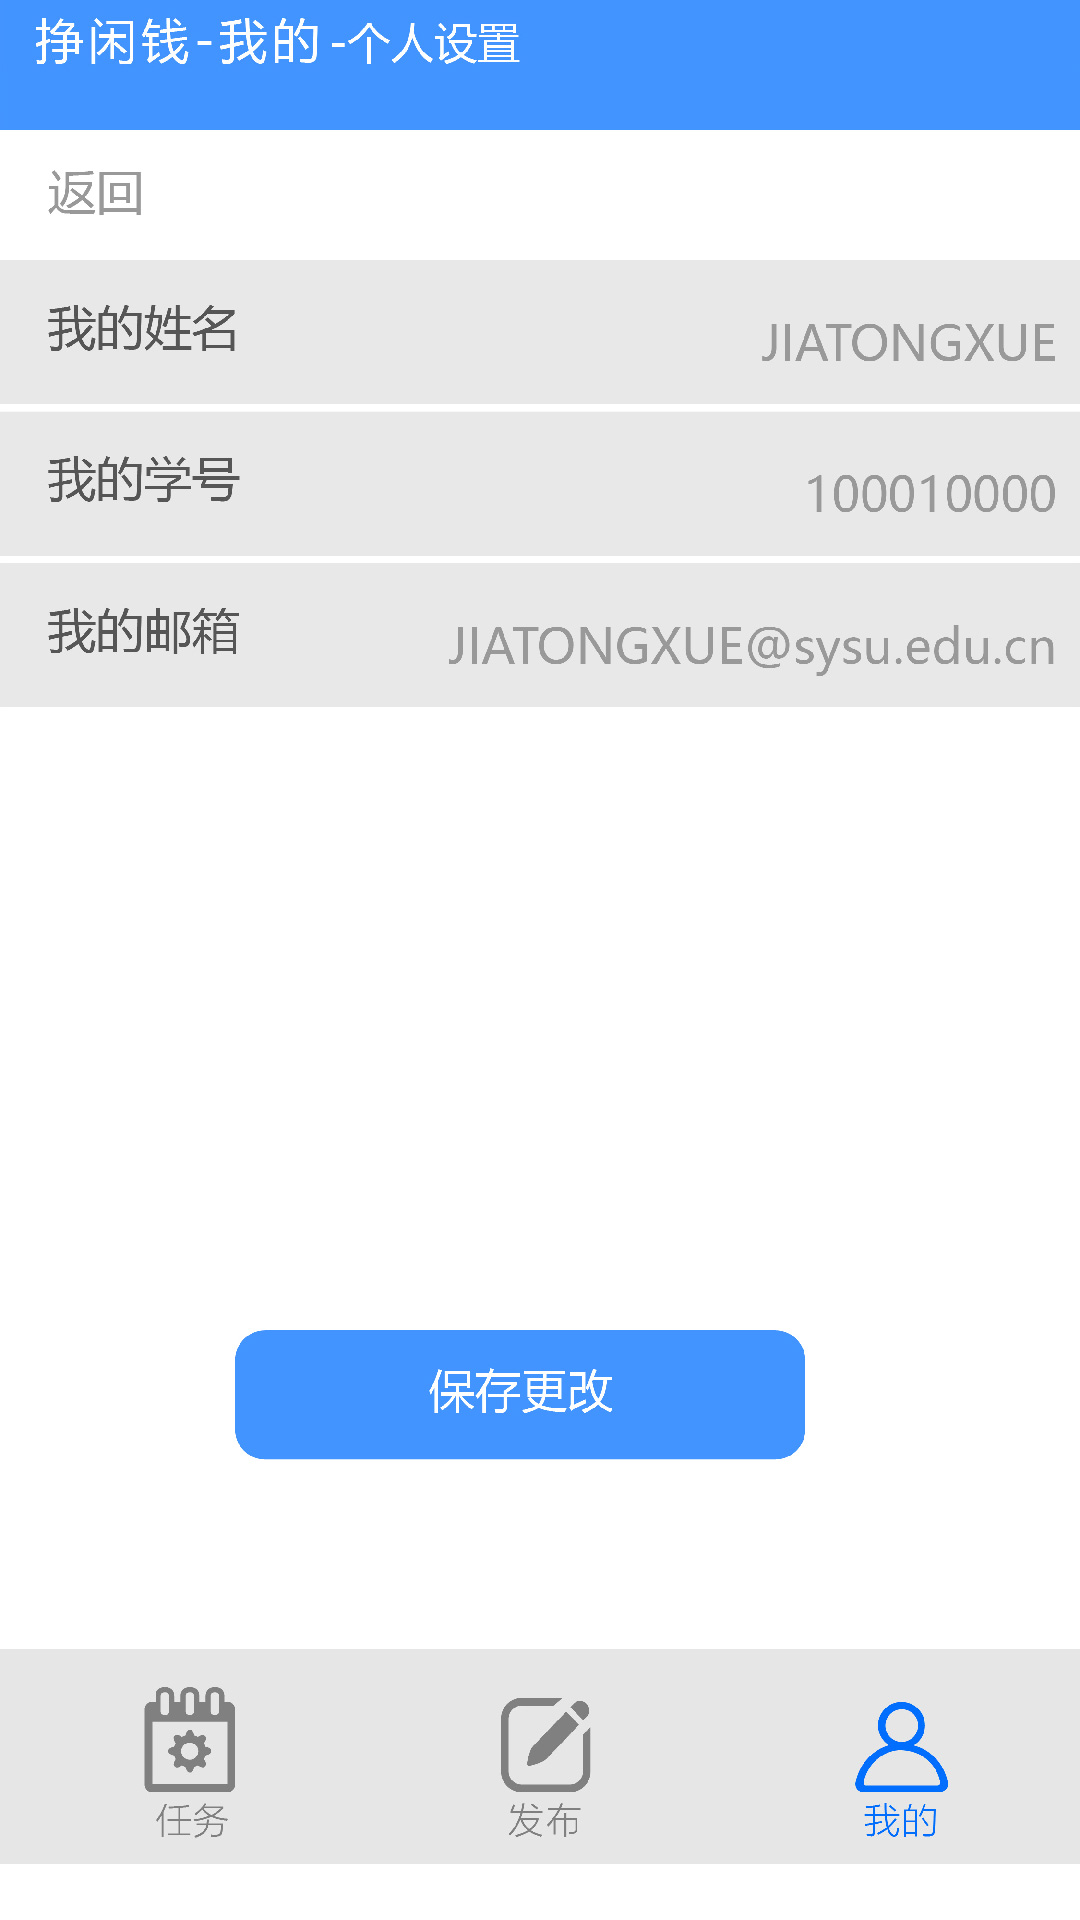 挣闲钱-我的-个人设置
返回
我的姓名 JIATONGXUE
我的学号 100010000
我的邮箱 JIATONGXUE@sysu.edu.cn
保存更改
任务 发布 我的